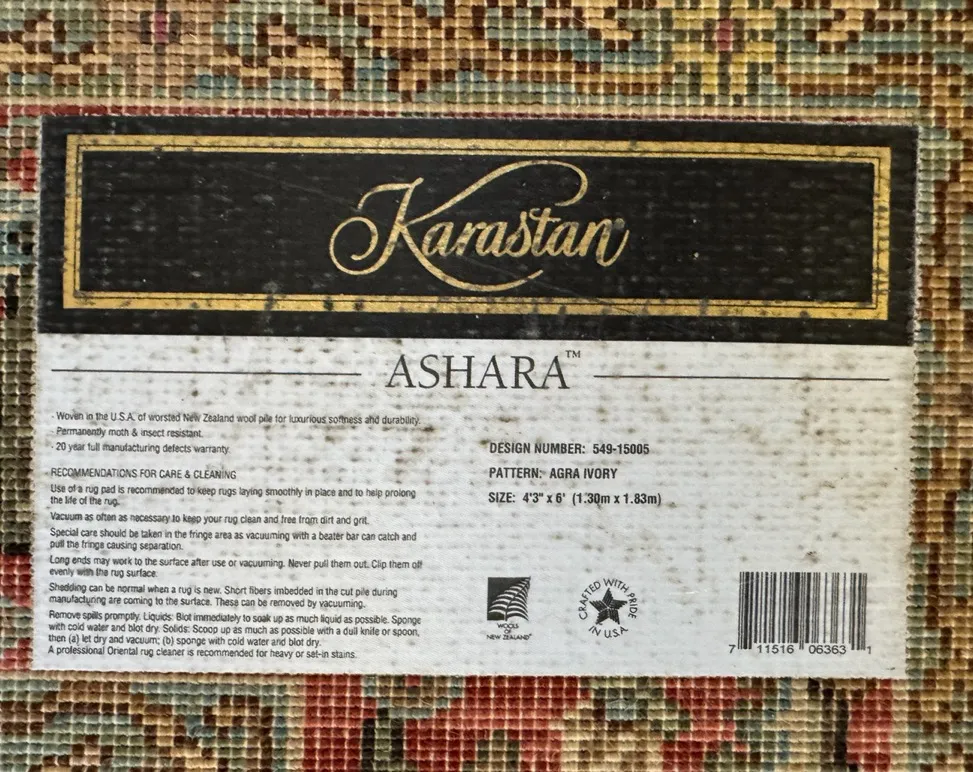 Karastan®
ASHARA™
· Woven in the U.S.A. of worsted New Zealand wool pile for luxurious softness and durability.
· Permanently moth & insect resistant.
· 20 year full manufacturing defects warranty.
RECOMMENDATIONS FOR CARE & CLEANING
Use of a rug pad is recommended to keep rugs laying smoothly in place and to help prolong
the life of the rug.
Vacuum as often as necessary to keep your rug clean and free from dirt and grit.
Special care should be taken in the fringe area as vacuuming with a beater bar can catch and
pull the fringe causing separation.
Long ends may work to the surface after use or vacuuming. Never pull them out. Clip them off
evenly with the rug surface.
Shedding can be normal when a rug is new. Short fibers imbedded in the cut pile during
manufacturing are coming to the surface. These can be removed by vacuuming.
Remove spills promptly. Liquids: Blot immediately to soak up as much liquid as possible. Sponge
with cold water and blot dry. Solids: Scoop up as much as possible with a dull knife or spoon,
then (a) let dry and vacuum; (b) sponge with cold water and blot dry.
A professional Oriental rug cleaner is recommended for heavy or set-in stains.
DESIGN NUMBER: 549-15005
PATTERN: AGRA IVORY
SIZE: 4'3" x 6' (1.30m x 1.83m)
WOOLS
OF
NEW ZEALAND®
CRAFTED WITH PRIDE
IN U.S.A.
7 11516 06363 1